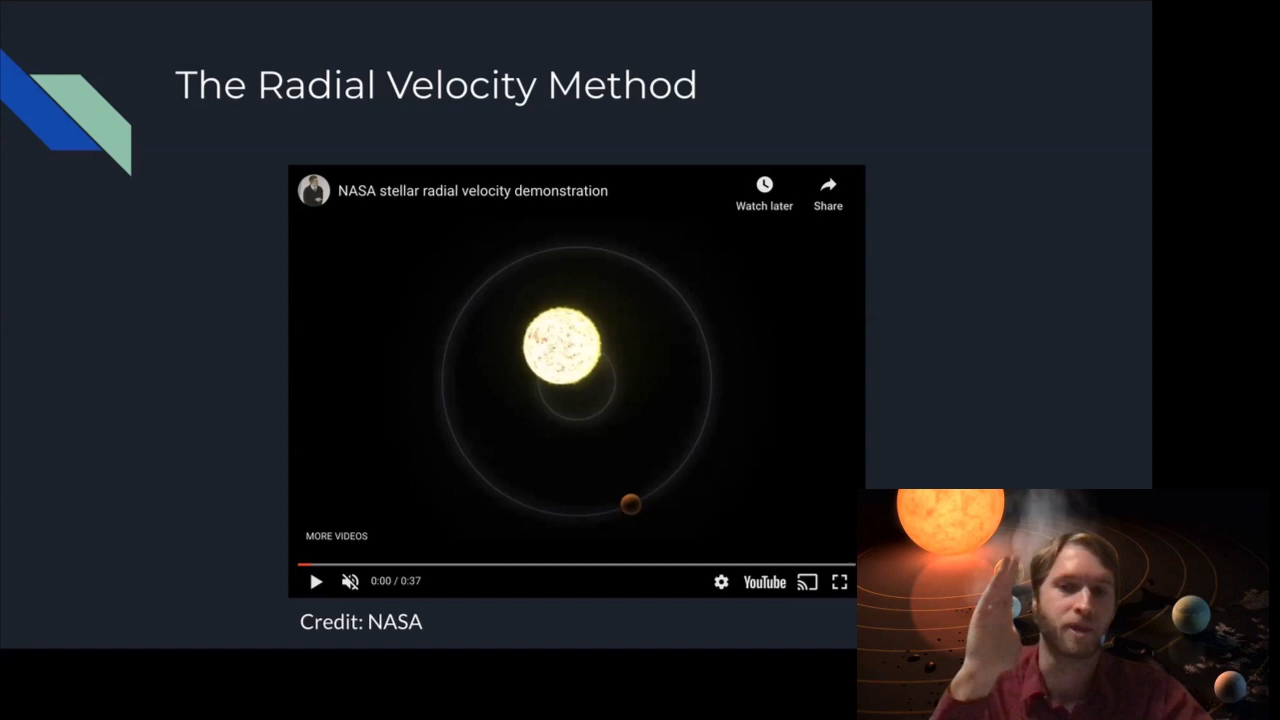 The Radial Velocity Method
NASA stellar radial velocity demonstration
Watch later
Share
MORE VIDEOS
0:00 / 0:37
YouTube
Credit: NASA